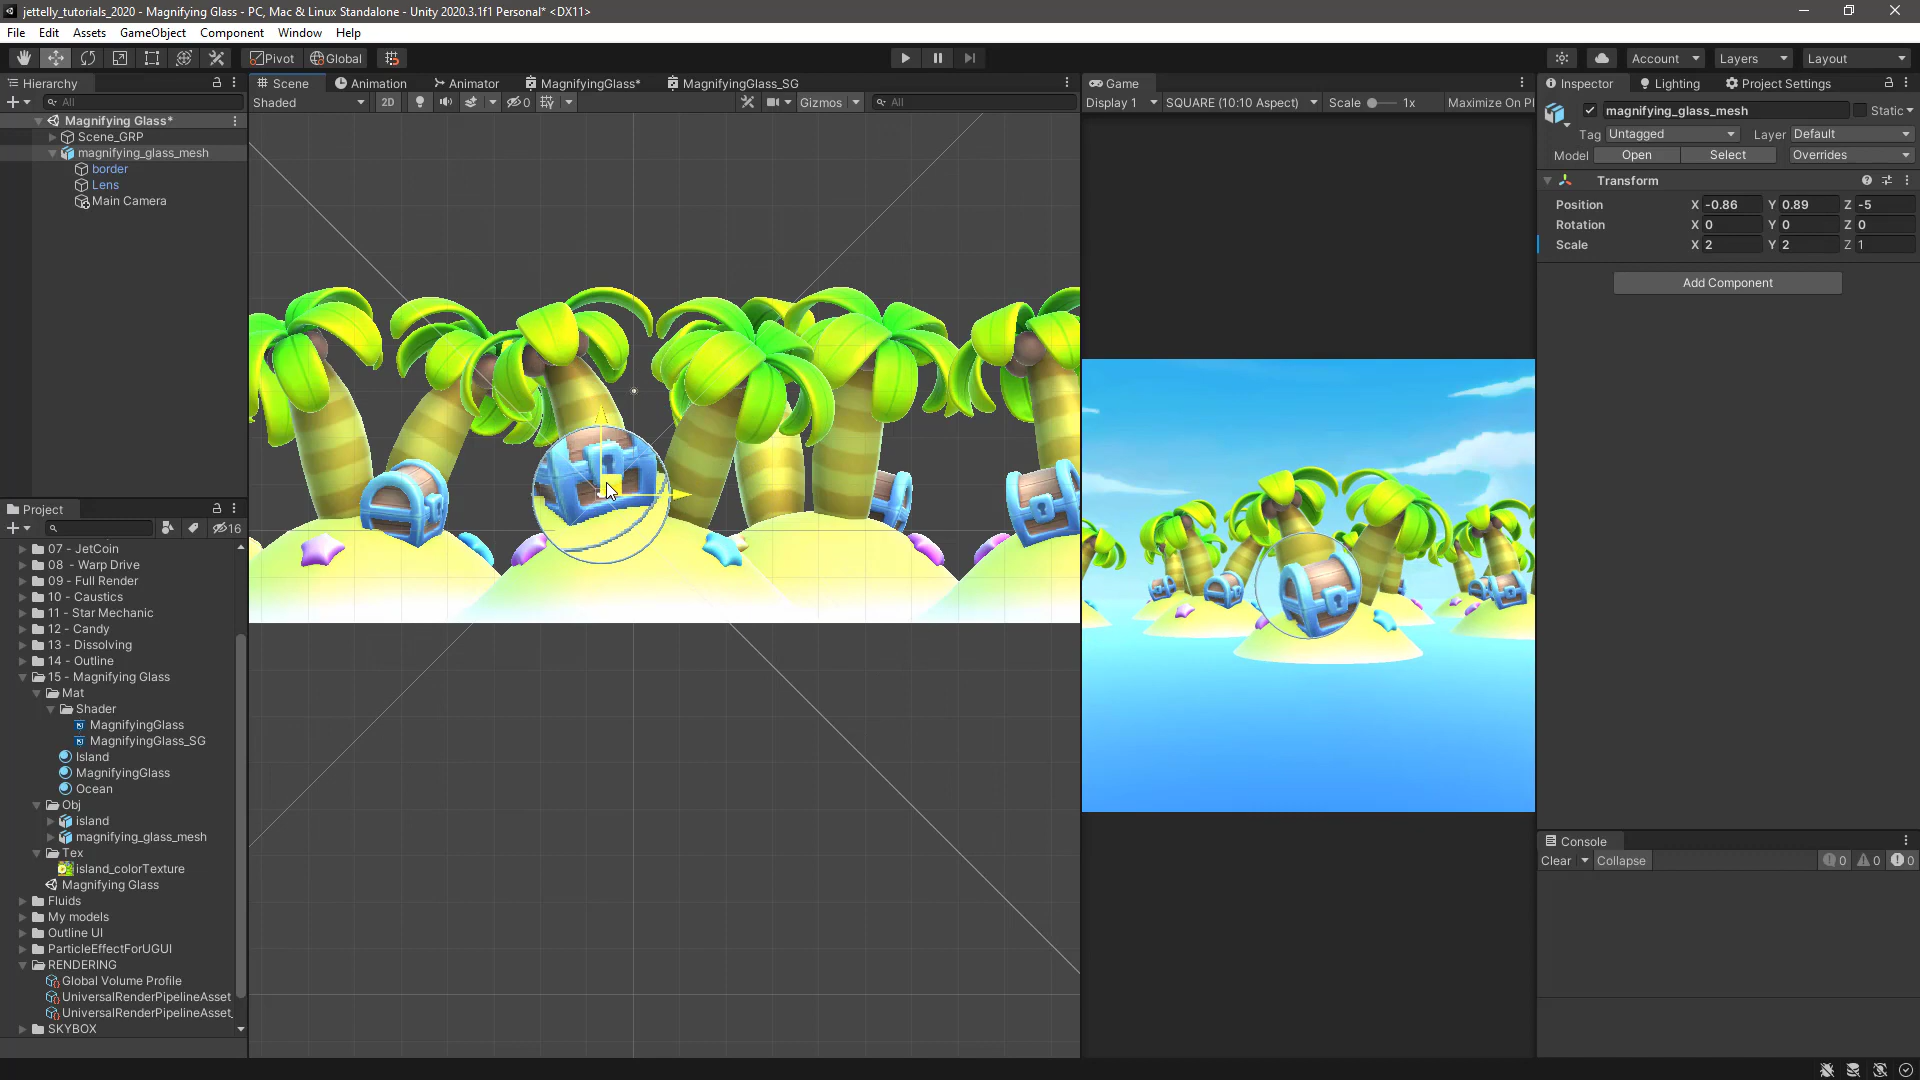 jettelly_tutorials_2020 - Magnifying Glass - PC, Mac & Linux Standalone - Unity 2020.3.1f1 Personal* <DX11>
File Edit Assets GameObject Component Window Help
Pivot Global Account Layers Layout
Hierarchy
All
Magnifying Glass*
Scene_GRP
magnifying_glass_mesh
border
Lens
Main Camera
Scene Animation Animator MagnifyingGlass* MagnifyingGlass_SG
Shaded 2D 0 Gizmos All
Game
Display 1 SQUARE (10:10 Aspect) Scale 1x Maximize On Pl
Inspector Lighting Project Settings
magnifying_glass_mesh Static
Tag Untagged Layer Default
Model Open Select Overrides
Transform
Position X -0.86 Y 0.89 Z -5
Rotation X 0 Y 0 Z 0
Scale X 2 Y 2 Z 1
Add Component
Project
16
07 - JetCoin
08 - Warp Drive
09 - Full Render
10 - Caustics
11 - Star Mechanic
12 - Candy
13 - Dissolving
14 - Outline
15 - Magnifying Glass
Mat
Shader
MagnifyingGlass
MagnifyingGlass_SG
Island
MagnifyingGlass
Ocean
Obj
island
magnifying_glass_mesh
Tex
island_colorTexture
Magnifying Glass
Fluids
My models
Outline UI
ParticleEffectForUGUI
RENDERING
Global Volume Profile
UniversalRenderPipelineAsset
UniversalRenderPipelineAsset_
SKYBOX
Console
Clear Collapse 0 0 0